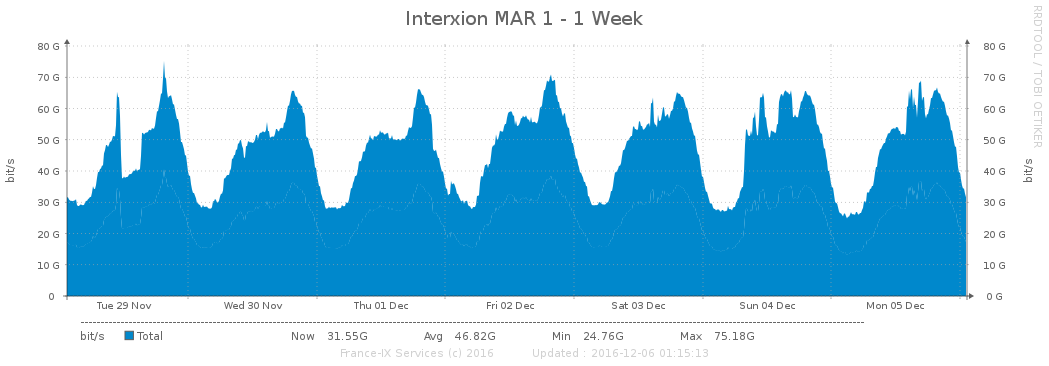 Interxion MAR 1 - 1 Week
RRDTOOL / TOBI OETIKER
bit/s
80 G
70 G
60 G
50 G
40 G
30 G
20 G
10 G
0
80 G
70 G
60 G
50 G
40 G
30 G
20 G
10 G
0 G
bit/s
Tue 29 Nov Wed 30 Nov Thu 01 Dec Fri 02 Dec Sat 03 Dec Sun 04 Dec Mon 05 Dec
bit/s Total Now 31.55G Avg 46.82G Min 24.76G Max 75.18G
France-IX Services (c) 2016 Updated : 2016-12-06 01:15:13